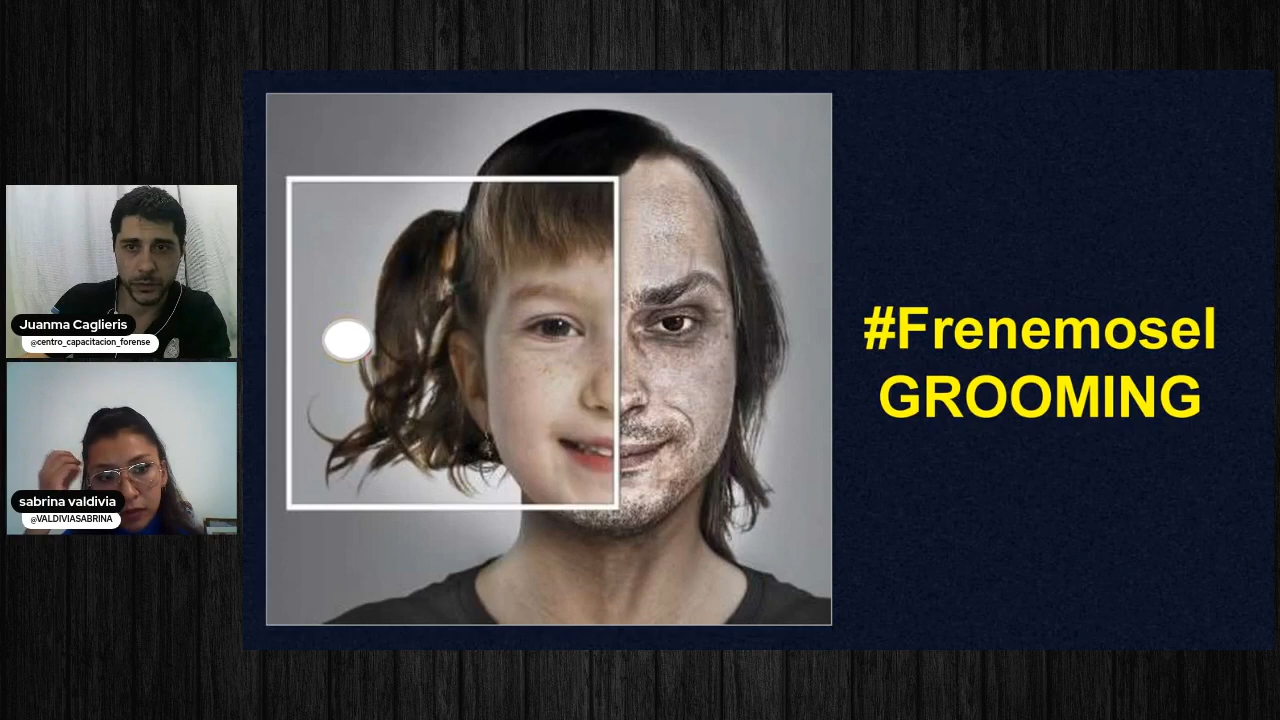 Juanma Caglieris
@centro_capacitacion_forense
sabrina valdivia
@VALDIVIASABRINA
#Frenemosel
GROOMING